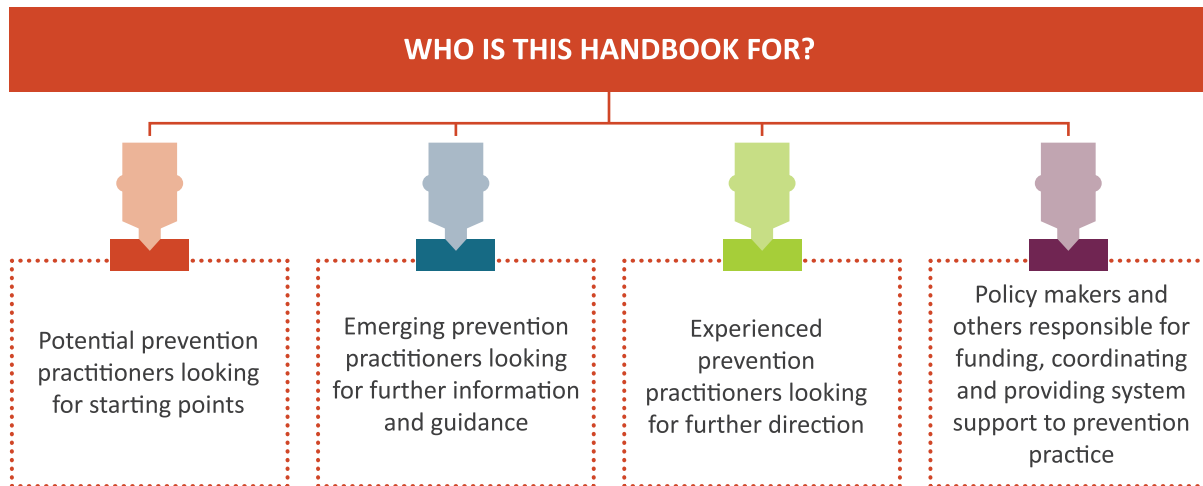 WHO IS THIS HANDBOOK FOR?
Potential prevention
practitioners looking
for starting points
Emerging prevention
practitioners looking
for further information
and guidance
Experienced
prevention
practitioners looking
for further direction
Policy makers and
others responsible for
funding, coordinating
and providing system
support to prevention
practice